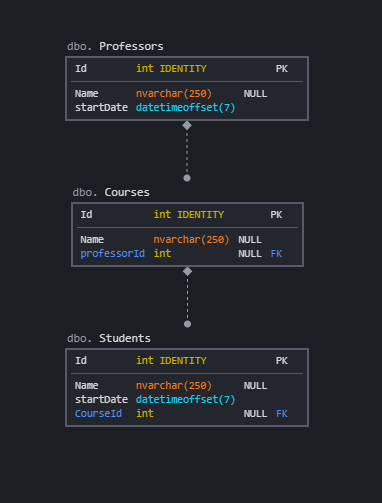 dbo. Professors
Id int IDENTITY PK
Name nvarchar(250) NULL
startDate datetimeoffset(7)
dbo. Courses
Id int IDENTITY PK
Name nvarchar(250) NULL
professorId int NULL FK
dbo. Students
Id int IDENTITY PK
Name nvarchar(250) NULL
startDate datetimeoffset(7)
CourseId int NULL FK